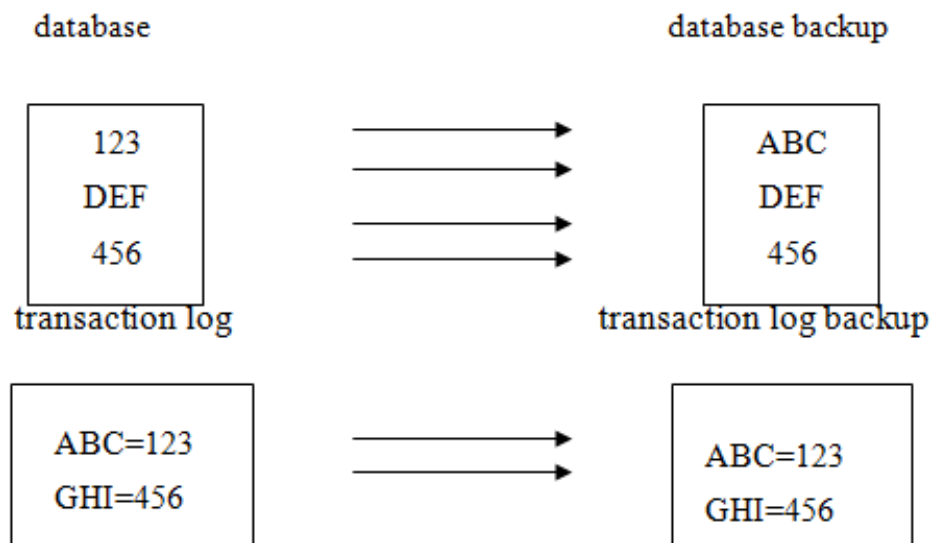 database
database backup
123
DEF
456
ABC
DEF
456
transaction log
transaction log backup
ABC=123
GHI=456
ABC=123
GHI=456